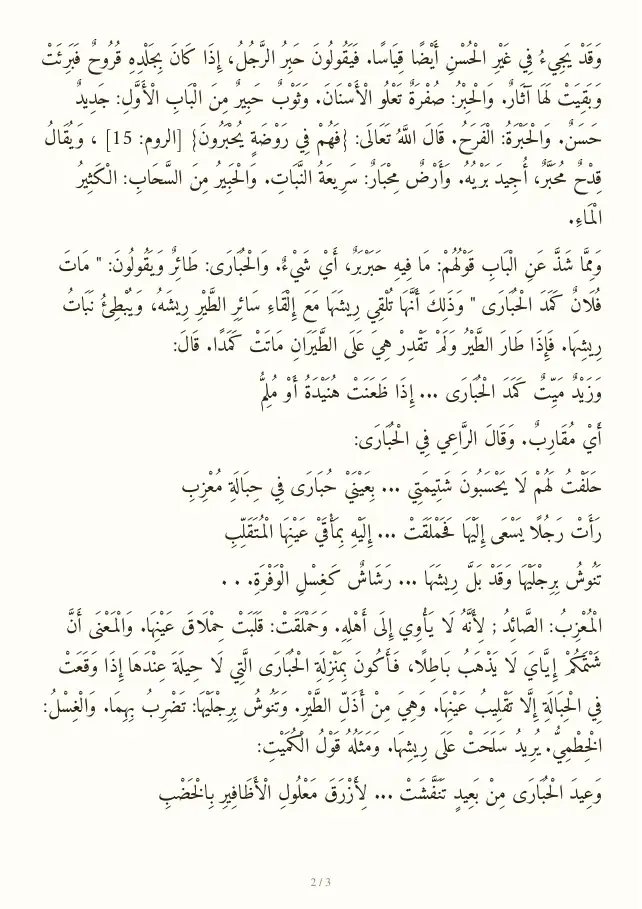 وَقَدْ يَجِيءُ فِي غَيْرِ الْحُسْنِ أَيْضًا قِيَاسًا. فَيَقُولُونَ حَبِرَ الرَّجُلُ، إِذَا كَانَ بِجِلْدِهِ قُرُوحٌ فَبَرِئَتْ
وَبَقِيَتْ لَهَا آثَارٌ. وَالْحِبْرُ: صُفْرَةٌ تَعْلُو الْأَسْنَانَ. وَثَوْبٌ حَبِيرٌ مِنَ الْبَابِ الْأَوَّلِ: جَدِيدٌ
حَسَنٌ. وَالْحَبْرَةُ: الْفَرَحُ. قَالَ اللَّهُ تَعَالَى: {فَهُمْ فِي رَوْضَةٍ يُحْبَرُونَ} [الروم: 15] ، وَيُقَالُ
قِدْحٌ مُحَبَّرٌ، أُجِيدَ بَرْيُهُ. وَأَرْضٌ مِحْبَارٌ: سَرِيعَةُ النَّبَاتِ. وَالْحَبِيرُ مِنَ السَّحَابِ: الْكَثِيرُ
الْمَاءِ.
وَمِمَّا شَذَّ عَنِ الْبَابِ قَوْلُهُمْ: مَا فِيهِ حَبَرْبَرٌ، أَيْ شَيْءٌ. وَالْحُبَارَى: طَائِرٌ وَيَقُولُونَ: " مَاتَ
فُلَانٌ كَمَدَ الْحُبَارَى " وَذَلِكَ أَنَّهَا تُلْقِي رِيشَهَا مَعَ إِلْقَاءِ سَائِرِ الطَّيْرِ رِيشَهُ، وَيُبْطِئُ نَبَاتُ
رِيشِهَا. فَإِذَا طَارَ الطَّيْرُ وَلَمْ تَقْدِرْ هِيَ عَلَى الطَّيَرَانِ مَاتَتْ كَمَدًا. قَالَ:
وَزَيْدٌ مَيِّتٌ كَمَدَ الْحُبَارَى ... إِذَا ظَعَنَتْ هُنَيْدَةُ أَوْ مُلِمُّ
أَيْ مُقَارِبٌ. وَقَالَ الرَّاعِي فِي الْحُبَارَى:
حَلَفْتُ لَهُمْ لَا يَحْسَبُونَ شَتِيمَتِي ... بِعَيْنَيْ حُبَارَى فِي حِبَالَةِ مُعْزِبِ
رَأَتْ رَجُلًا يَسْعَى إِلَيْهَا فَحَمْلَقَتْ ... إِلَيْهِ بِمَأْقَيْ عَيْنِهَا الْمُتَقَلِّبِ
تَنُوشُ بِرِجْلَيْهَا وَقَدْ بَلَّ رِيشَهَا ... رَشَاشٌ كَغِسْلِ الْوَفْرَةِ. . .
الْمُعْزِبُ: الصَّائِدُ ; لِأَنَّهُ لَا يَأْوِي إِلَى أَهْلِهِ. وَحَمْلَقَتْ: قَلَبَتْ حِمْلَاقَ عَيْنِهَا. وَالْمَعْنَى أَنَّ
شَتْمَكُمْ إِيَّايَ لَا يَذْهَبُ بَاطِلًا، فَأَكُونَ بِمَنْزِلَةِ الْحُبَارَى الَّتِي لَا حِيلَةَ عِنْدَهَا إِذَا وَقَعَتْ
فِي الْحِبَالَةِ إِلَّا تَقْلِيبُ عَيْنِهَا. وَهِيَ مِنْ أَذَلِّ الطَّيْرِ. وَتَنُوشُ بِرِجْلَيْهَا: تَضْرِبُ بِهِمَا. وَالْغِسْلُ:
الْخِطْمِيُّ. يُرِيدُ سَلَحَتْ عَلَى رِيشِهَا. وَمَثَلُهُ قَوْلُ الْكُمَيْتِ:
وَعِيدَ الْحُبَارَى مِنْ بَعِيدٍ تَنَفَّشَتْ ... لِأَزْرَقَ مَعْلُولِ الْأَظَافِيرِ بِالْخَضْبِ
2 / 3